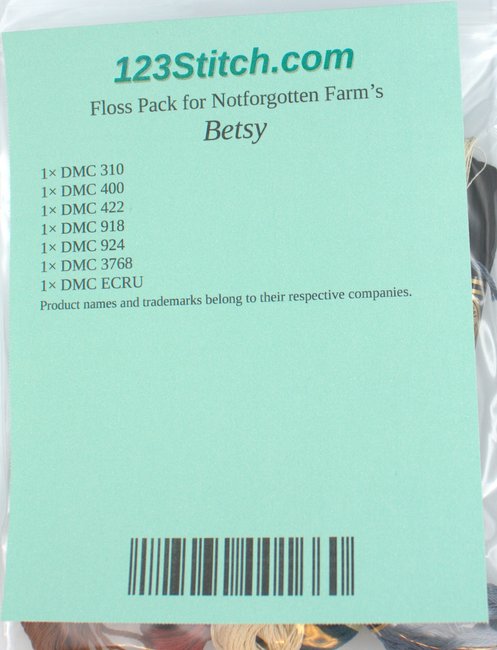 123Stitch.com
Floss Pack for Notforgotten Farm's
Betsy
1× DMC 310
1× DMC 400
1× DMC 422
1× DMC 918
1× DMC 924
1× DMC 3768
1× DMC ECRU
Product names and trademarks belong to their respective companies.